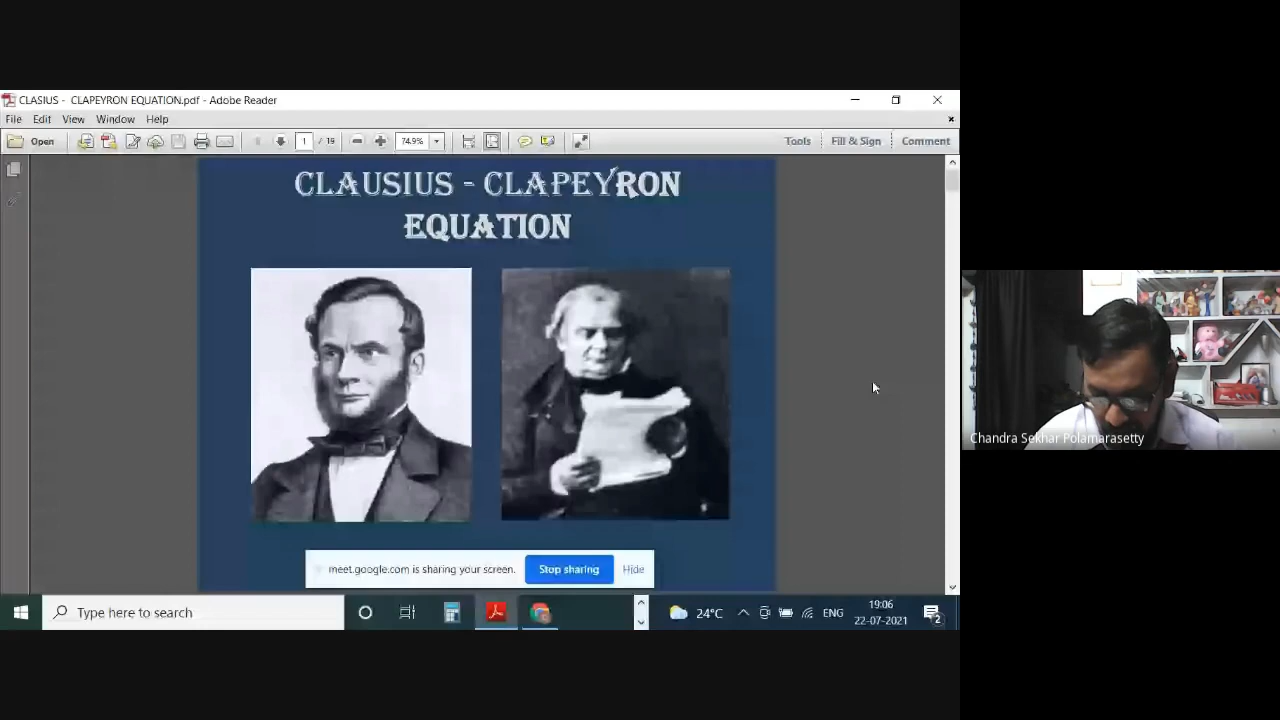 CLASIUS - CLAPEYRON EQUATION.pdf - Adobe Reader
File Edit View Window Help
Open 1 / 19 74.9% Tools Fill & Sign Comment
CLAUSIUS - CLAPEYRON
EQUATION
Chandra Sekhar Polamarasetty
meet.google.com is sharing your screen. Stop sharing Hide
Type here to search
24°C ENG
19:06
22-07-2021
2